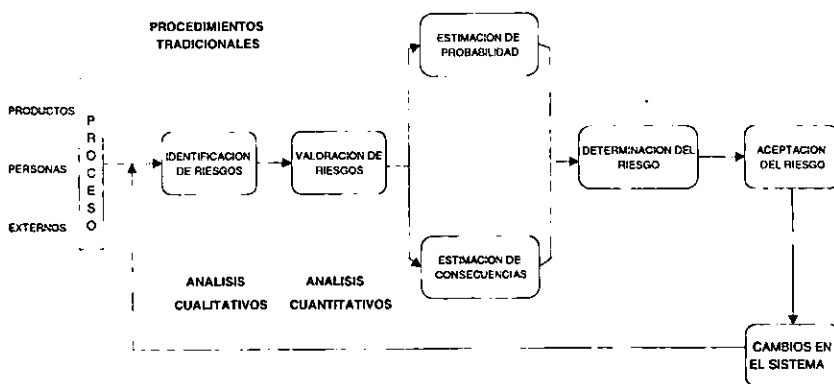 PROCEDIMIENTOS
TRADICIONALES
ESTIMACION DE
PROBABILIDAD
PRODUCTOS
PERSONAS
EXTERNOS
PROCESO
IDENTIFICACION
DE RIESGOS
VALORACION DE
RIESGOS
DETERMINACION DEL
RIESGO
ACEPTACION
DEL RIESGO
ESTIMACION DE
CONSECUENCIAS
ANALISIS
CUALITATIVOS
ANALISIS
CUANTITATIVOS
CAMBIOS EN
EL SISTEMA